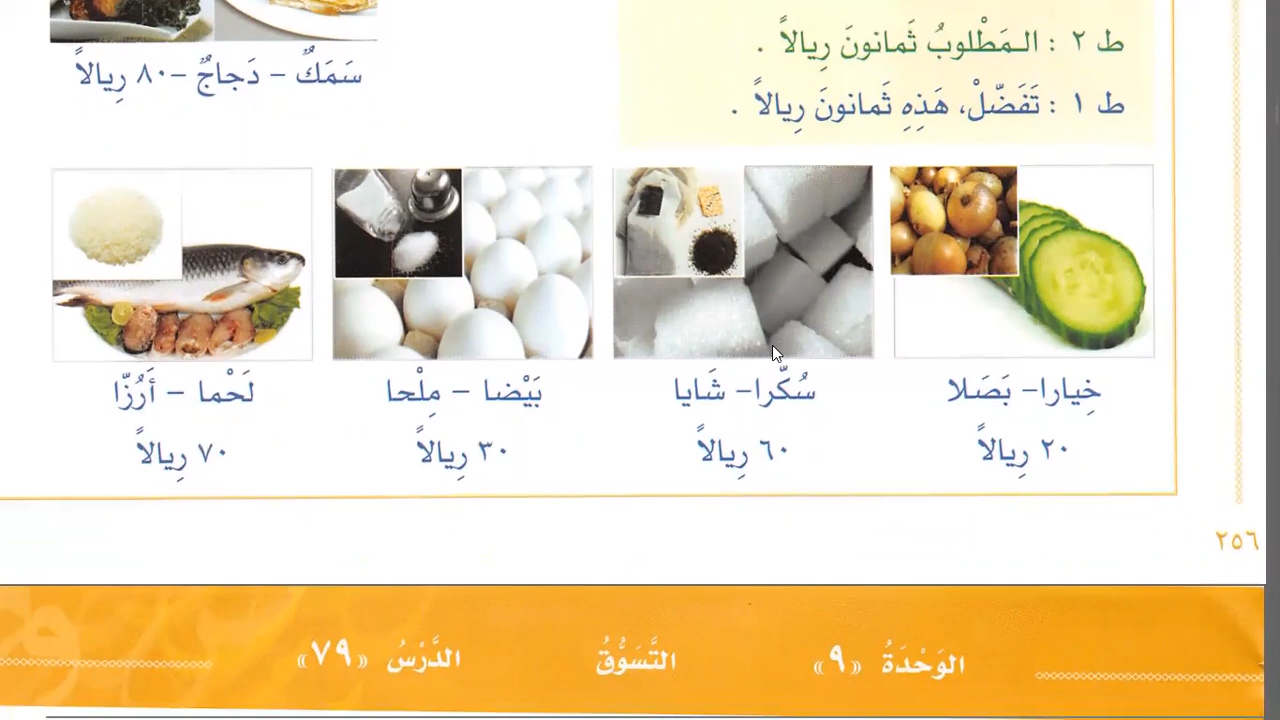 ط ٢ : الـمَطْلوبُ ثَمانونَ رِيالاً .
ط ١ : تَفَضّلْ، هَذِهِ ثَمانونَ رِيالاً .
سَمَكٌ – دَجاجٌ –٨٠ رِيالاً
خِيارا– بَصَلا
٢٠ رِيالاً
سُكّرا– شَايا
٦٠ رِيالاً
بَيْضا – مِلْحا
٣٠ رِيالاً
لَحْما – أَرُزّا
٧٠ رِيالاً
٢٥٦
الوَحْدَةُ «٩» التَّسَوُّقُ الدَّرْسُ «٧٩»